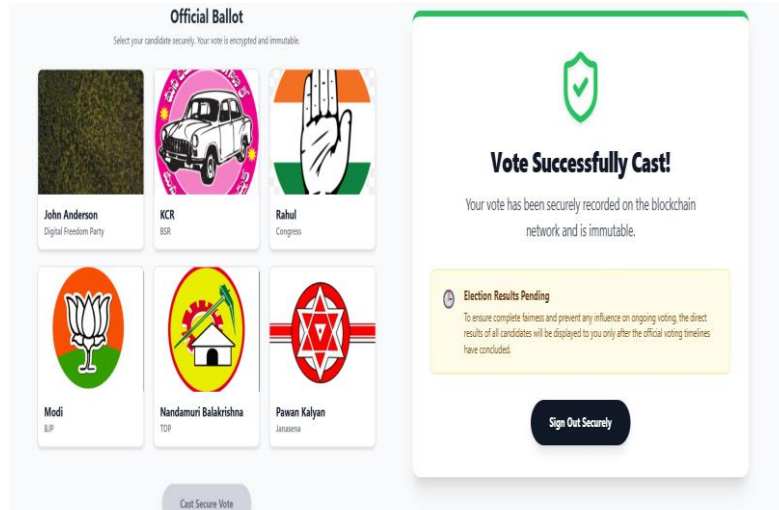 Official Ballot
Select your candidate securely. Your vote is encrypted and immutable.
John Anderson
Digital Freedom Party
KCR
BSR
Rahul
Congress
Modi
BJP
Nandamuri Balakrishna
TDP
Pawan Kalyan
Janasena
Cast Secure Vote
Vote Successfully Cast!
Your vote has been securely recorded on the blockchain
network and is immutable.
Election Results Pending
To ensure complete fairness and prevent any influence on ongoing voting, the direct
results of all candidates will be displayed to you only after the official voting timelines
have concluded.
Sign Out Securely